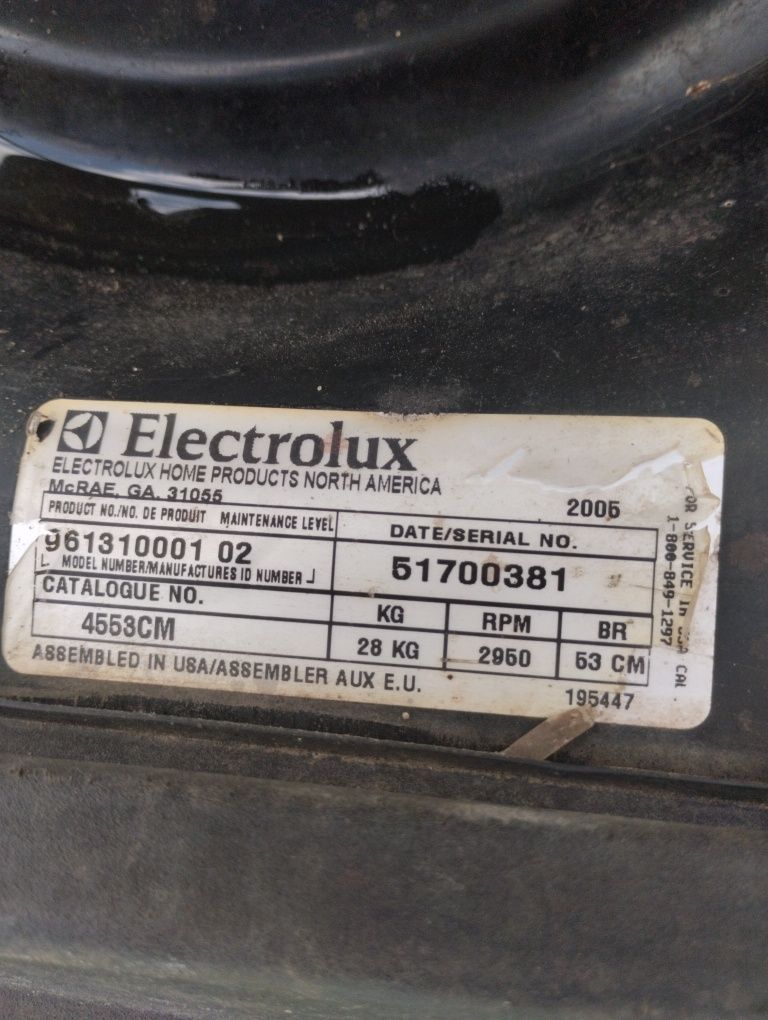 Electrolux
ELECTROLUX HOME PRODUCTS NORTH AMERICA
McRAE, GA. 31055
2005
PRODUCT NO./NO. DE PRODUIT MAINTENANCE LEVEL
961310001 02
MODEL NUMBER/MANUFACTURES ID NUMBER
DATE/SERIAL NO.
51700381
CATALOGUE NO.
4553CM
KG
RPM
BR
28 KG
2950
53 CM
ASSEMBLED IN USA/ASSEMBLER AUX E.U.
195447
FOR SERVICE IN USA CALL
1-800-849-1297